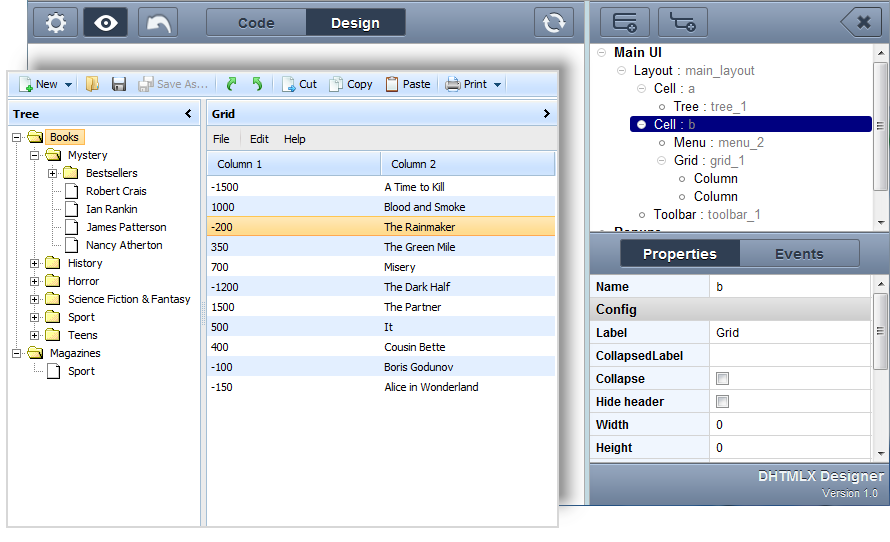 Code Design
New Save As... Cut Copy Paste Print
Tree
Books
Mystery
Bestsellers
Robert Crais
Ian Rankin
James Patterson
Nancy Atherton
History
Horror
Science Fiction & Fantasy
Sport
Teens
Magazines
Sport
Grid
File Edit Help
Column 1 Column 2
-1500 A Time to Kill
1000 Blood and Smoke
-200 The Rainmaker
350 The Green Mile
700 Misery
-1200 The Dark Half
1500 The Partner
500 It
400 Cousin Bette
-100 Boris Godunov
-150 Alice in Wonderland
Main UI
Layout : main_layout
Cell : a
Tree : tree_1
Cell : b
Menu : menu_2
Grid : grid_1
Column
Column
Toolbar : toolbar_1
Properties Events
Name b
Config
Label Grid
CollapsedLabel
Collapse
Hide header
Width 0
Height 0
DHTMLX Designer
Version 1.0